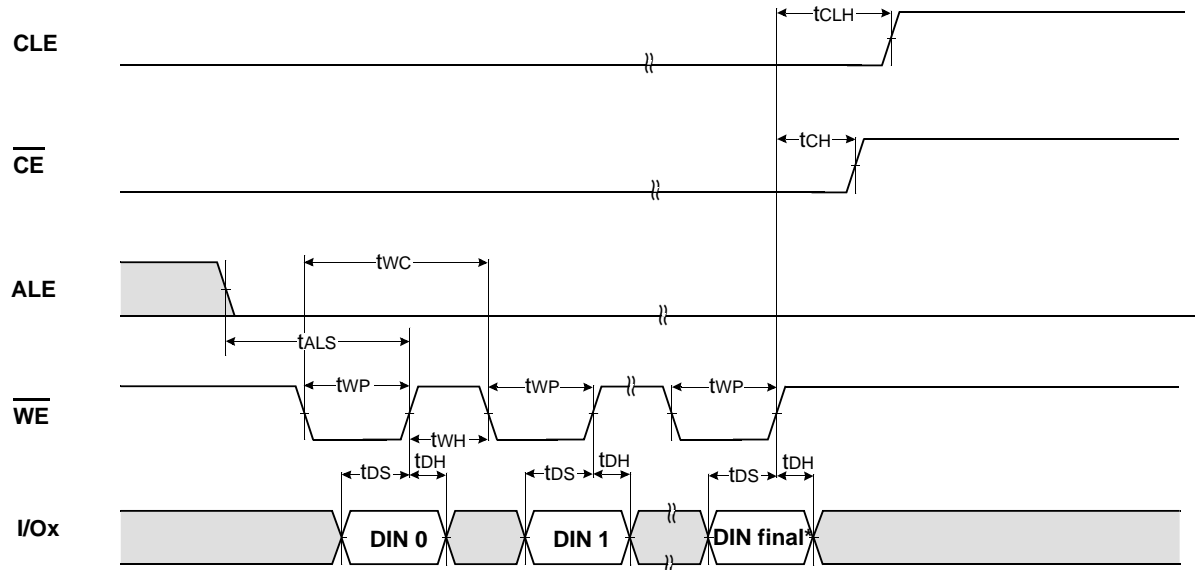 tCLH
CLE
tCH
CE
tWC
ALE
tALS
tWP tWP tWP
WE
tWH
tDS tDH tDS tDH tDS tDH
I/Ox DIN 0 DIN 1 DIN final*